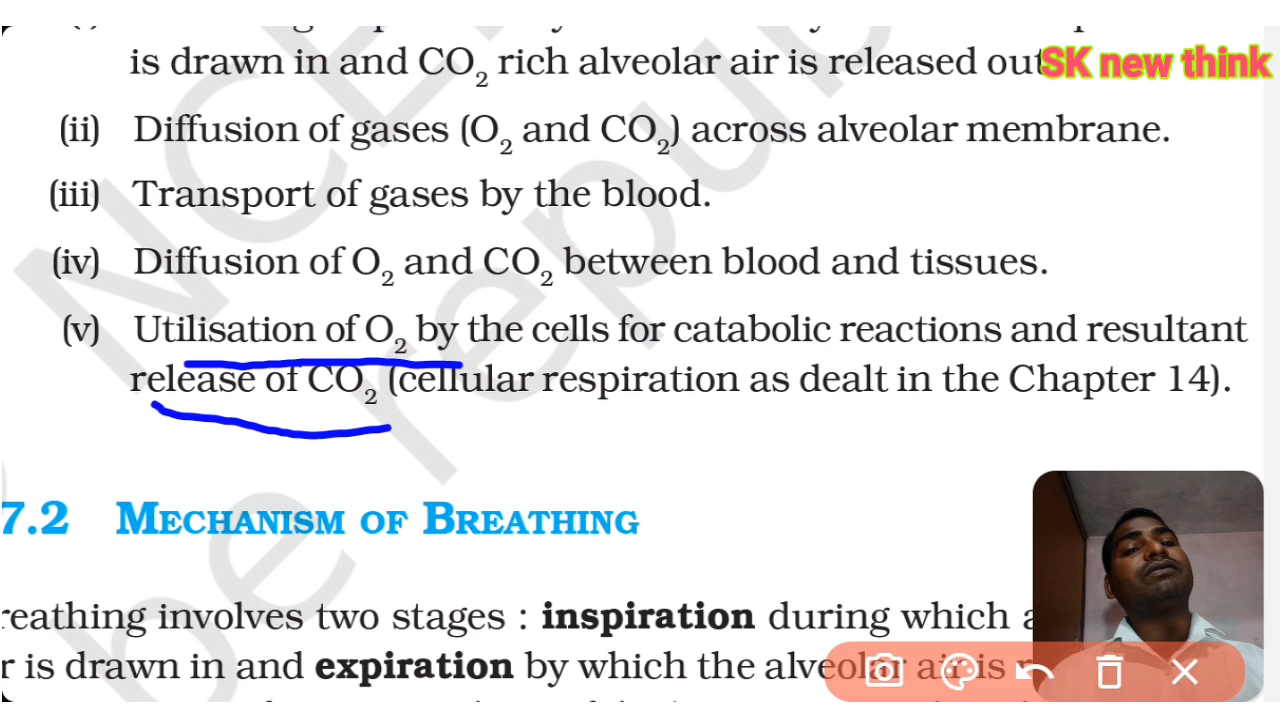 is drawn in and CO₂ rich alveolar air is released out
SK new think
(ii) Diffusion of gases (O₂ and CO₂) across alveolar membrane.
(iii) Transport of gases by the blood.
(iv) Diffusion of O₂ and CO₂ between blood and tissues.
(v) Utilisation of O₂ by the cells for catabolic reactions and resultant
release of CO₂ (cellular respiration as dealt in the Chapter 14).
7.2 MECHANISM OF BREATHING
reathing involves two stages : inspiration during which a
r is drawn in and expiration by which the alveolar air is r